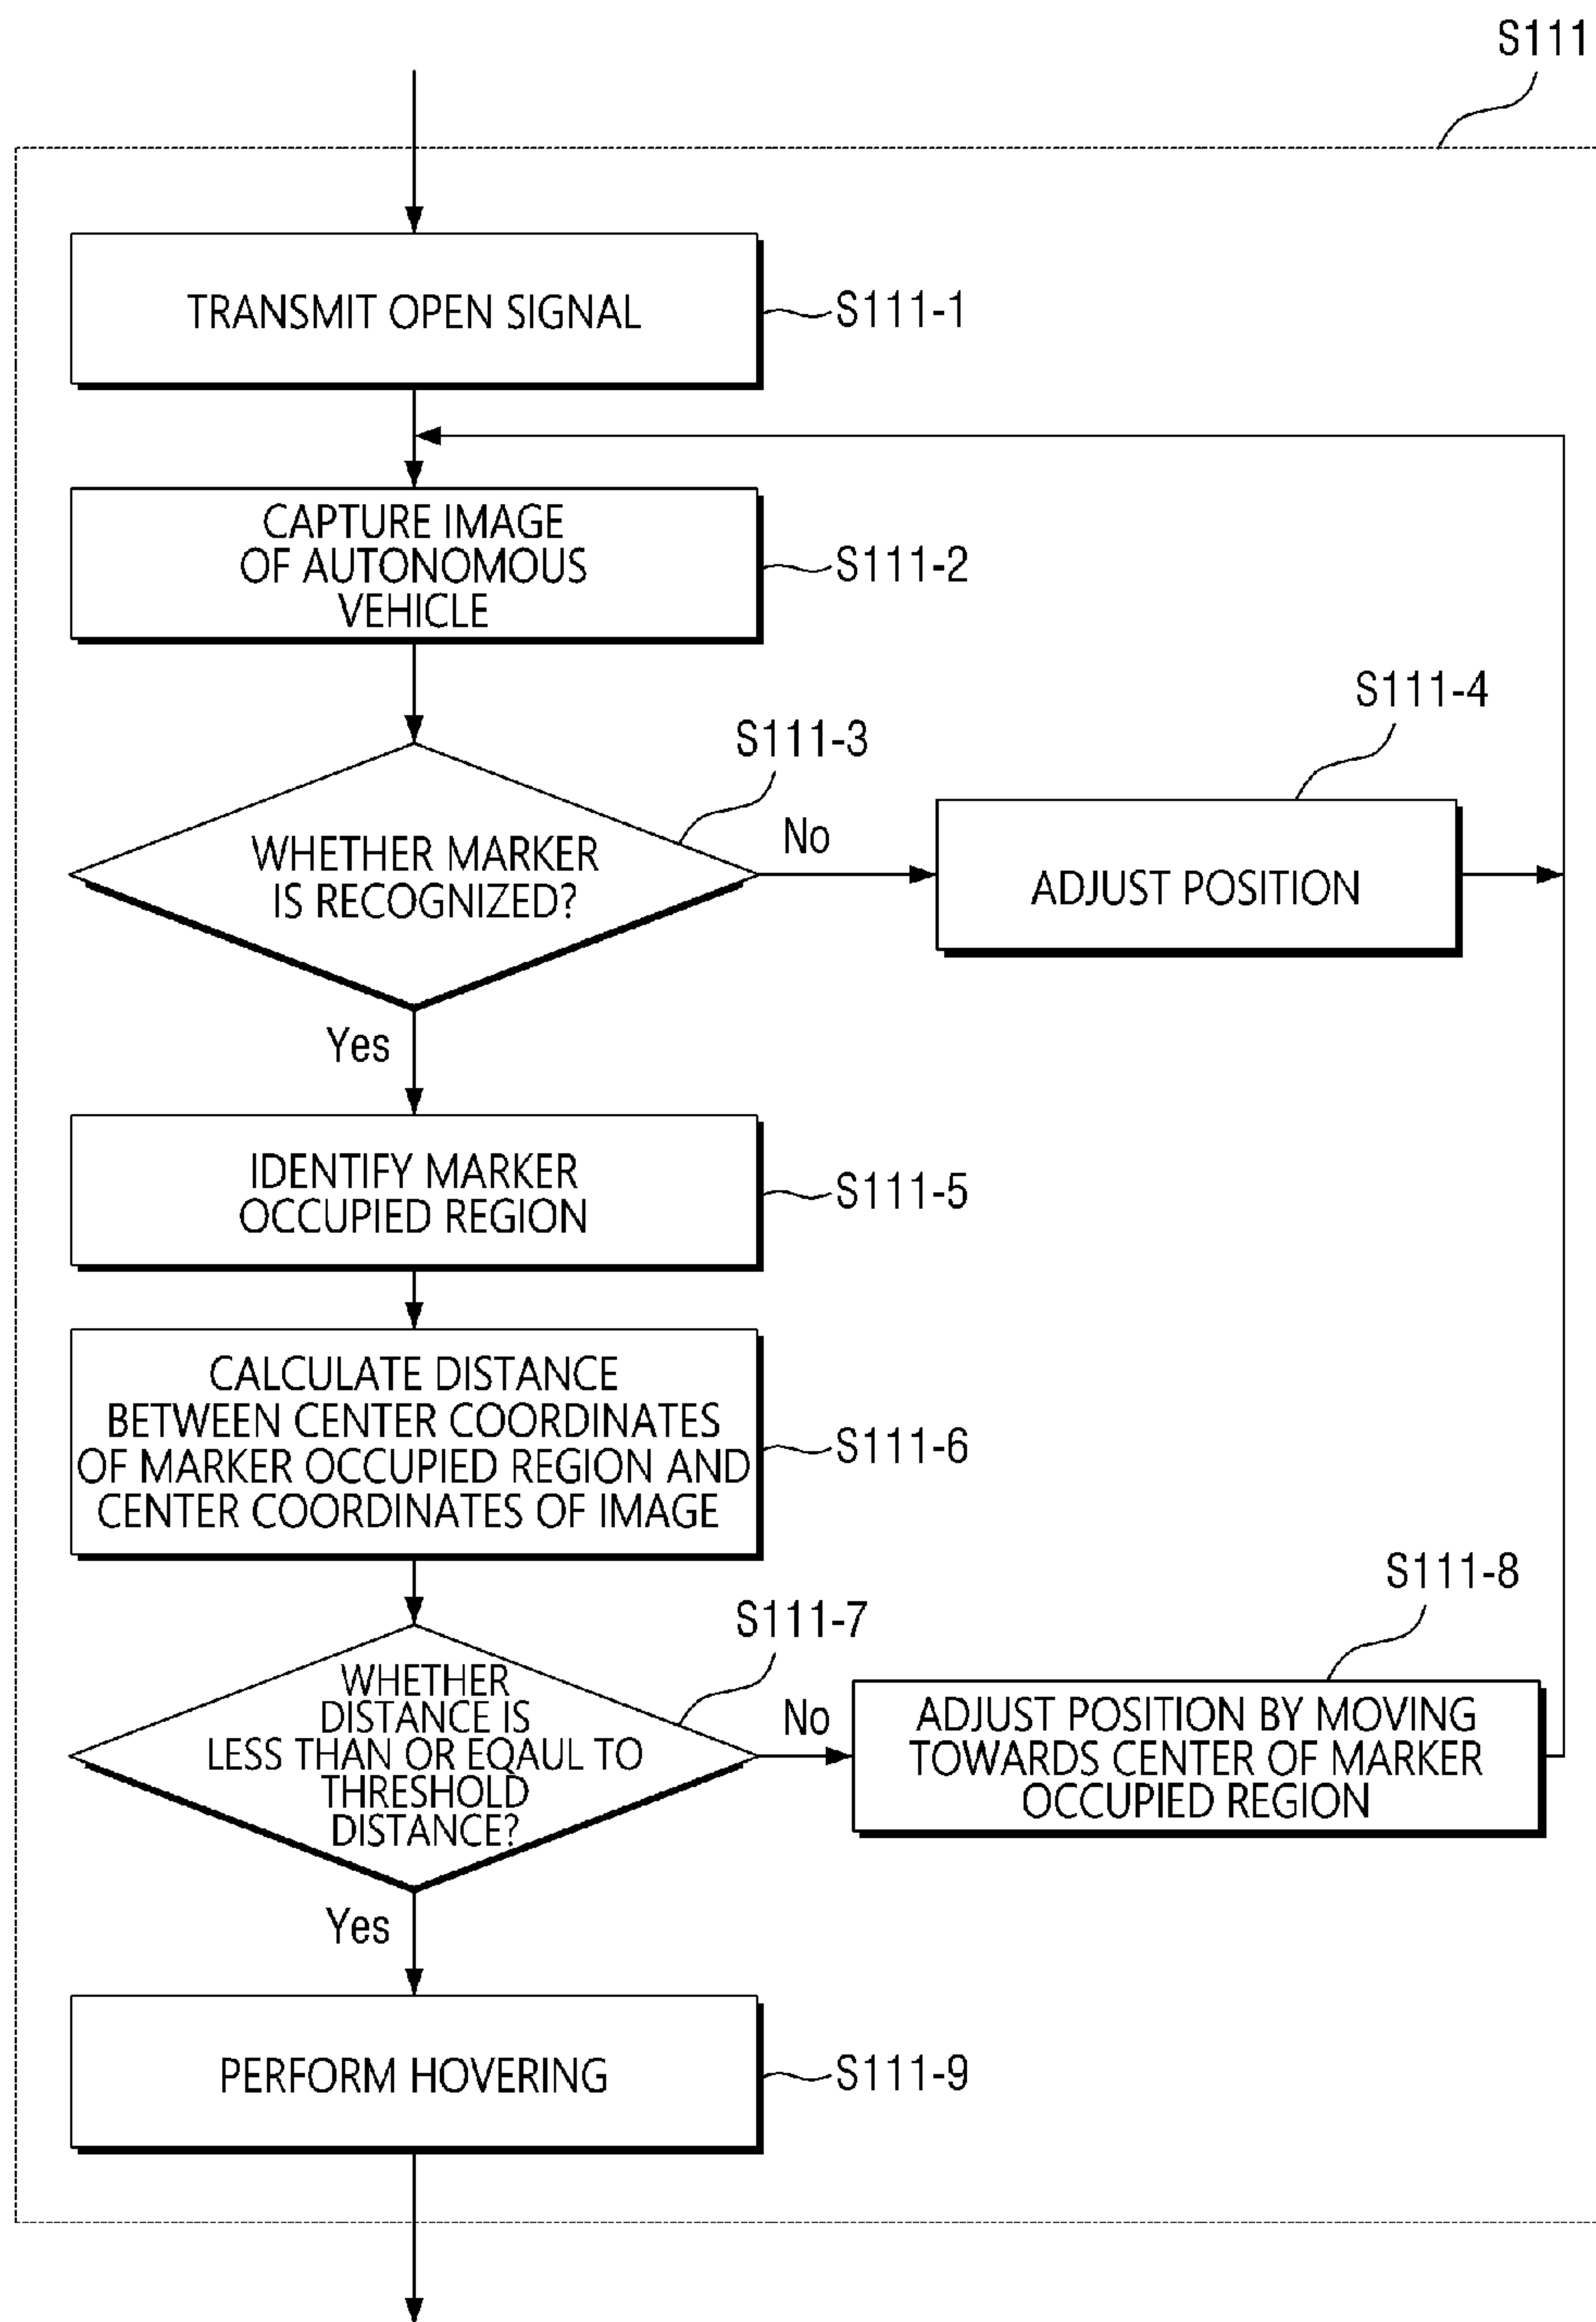 S111
TRANSMIT OPEN SIGNAL
S111-1
CAPTURE IMAGE
OF AUTONOMOUS
VEHICLE
S111-2
S111-3
WHETHER MARKER
IS RECOGNIZED?
No
S111-4
ADJUST POSITION
Yes
IDENTIFY MARKER
OCCUPIED REGION
S111-5
CALCULATE DISTANCE
BETWEEN CENTER COORDINATES
OF MARKER OCCUPIED REGION AND
CENTER COORDINATES OF IMAGE
S111-6
S111-7
WHETHER
DISTANCE IS
LESS THAN OR EQAUL TO
THRESHOLD
DISTANCE?
No
S111-8
ADJUST POSITION BY MOVING
TOWARDS CENTER OF MARKER
OCCUPIED REGION
Yes
PERFORM HOVERING
S111-9